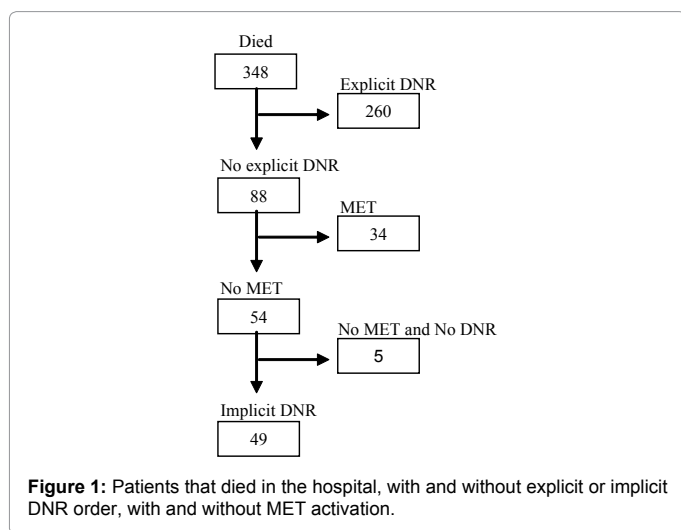 Died
348
Explicit DNR
260
No explicit DNR
88
MET
34
No MET
54
No MET and No DNR
5
Implicit DNR
49
Figure 1: Patients that died in the hospital, with and without explicit or implicit
DNR order, with and without MET activation.